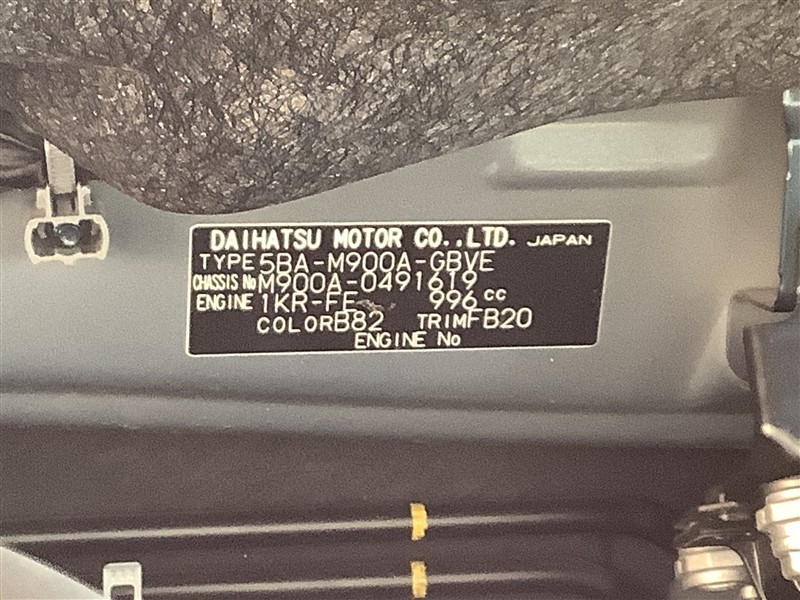 DAIHATSU MOTOR CO.,LTD. JAPAN
TYPE 5BA-M900A-GBVE
CHASSIS No M900A-0491619
ENGINE 1KR-FE 996 cc
COLOR B82 TRIM FB20
ENGINE No